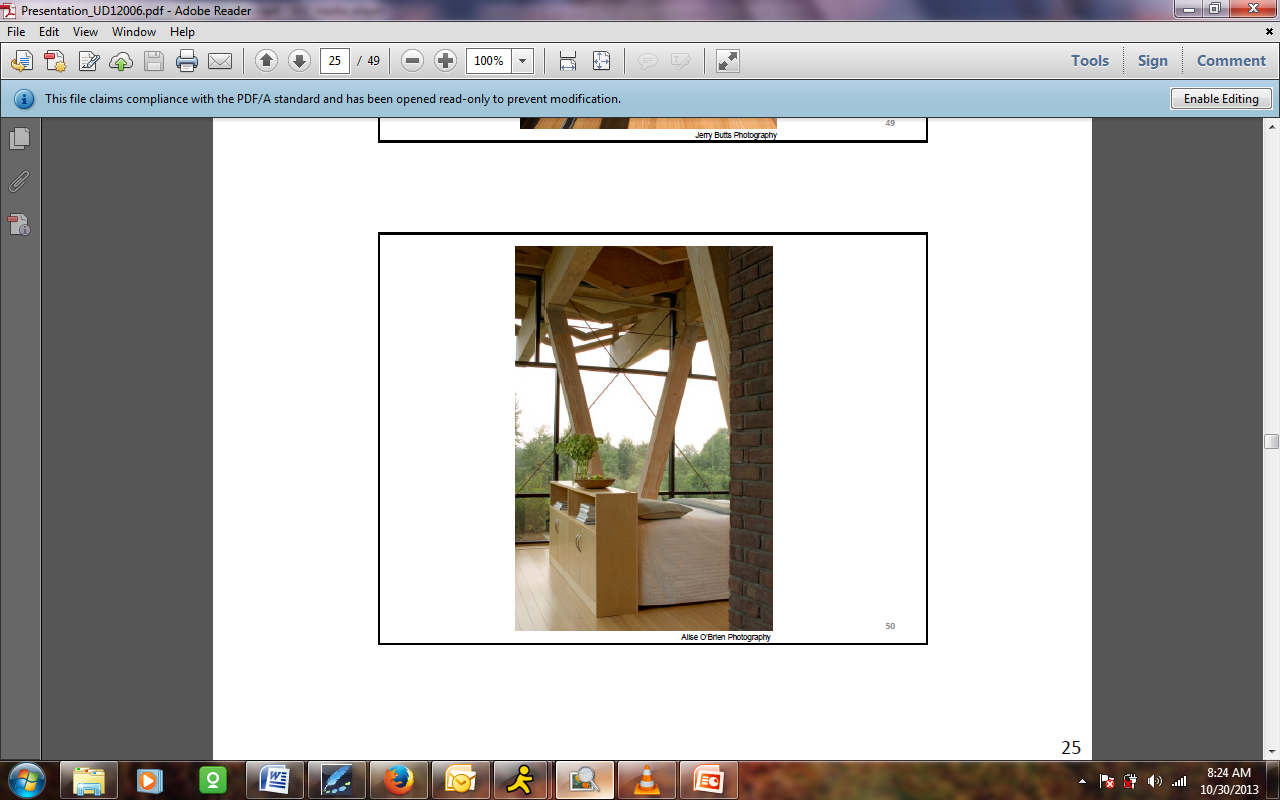 Presentation_UD12006.pdf - Adobe Reader
File Edit View Window Help
25 / 49 100% Tools Sign Comment
This file claims compliance with the PDF/A standard and has been opened read-only to prevent modification. Enable Editing
49
Jerry Butts Photography
50
Alise O'Brien Photography
25
8:24 AM
10/30/2013